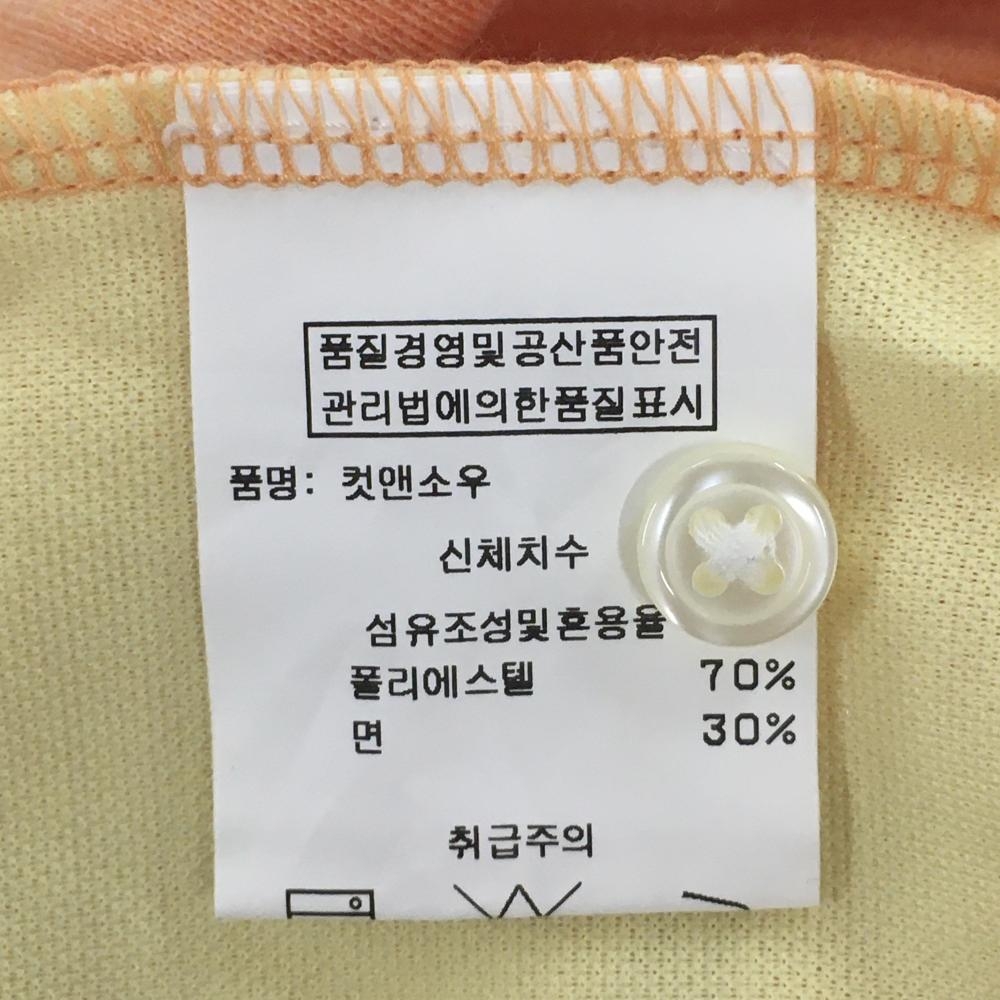 품질경영및공산품안전
관리법에의한품질표시
품명: 컷앤소우
신체치수
섬유조성및혼용율
폴리에스텔 70%
면 30%
취급주의